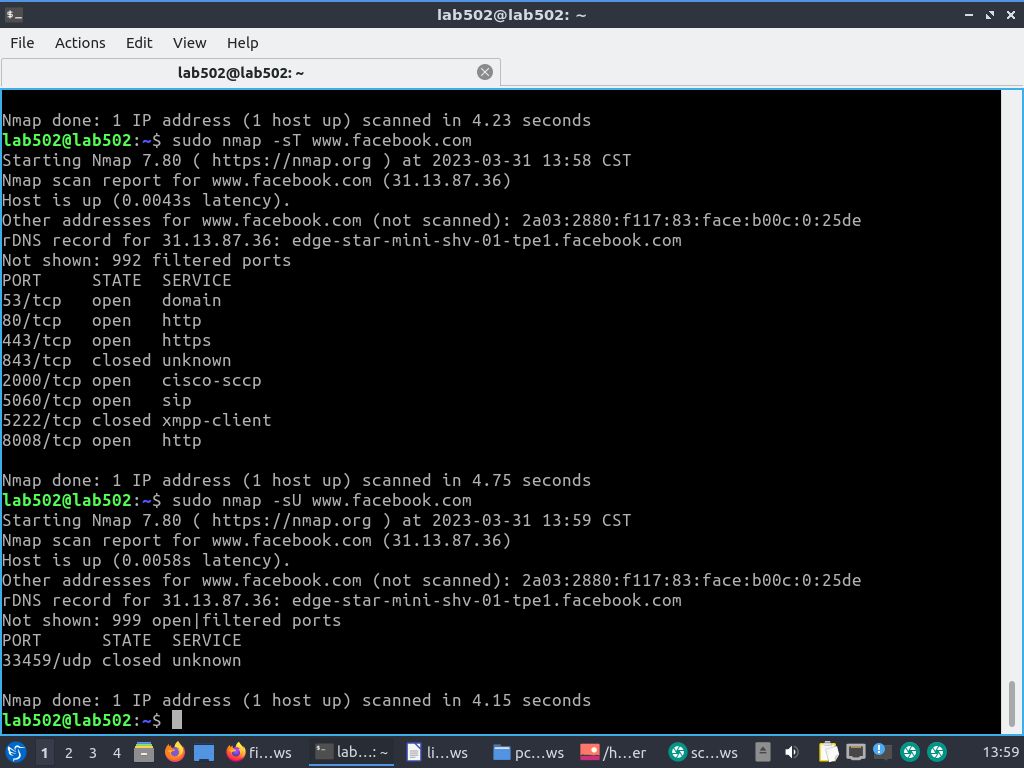 lab502@lab502: ~
File Actions Edit View Help
lab502@lab502: ~
Nmap done: 1 IP address (1 host up) scanned in 4.23 seconds
lab502@lab502:~$ sudo nmap -sT www.facebook.com
Starting Nmap 7.80 ( https://nmap.org ) at 2023-03-31 13:58 CST
Nmap scan report for www.facebook.com (31.13.87.36)
Host is up (0.0043s latency).
Other addresses for www.facebook.com (not scanned): 2a03:2880:f117:83:face:b00c:0:25de
rDNS record for 31.13.87.36: edge-star-mini-shv-01-tpe1.facebook.com
Not shown: 992 filtered ports
PORT     STATE  SERVICE
53/tcp   open   domain
80/tcp   open   http
443/tcp  open   https
843/tcp  closed unknown
2000/tcp open   cisco-sccp
5060/tcp open   sip
5222/tcp closed xmpp-client
8008/tcp open   http
Nmap done: 1 IP address (1 host up) scanned in 4.75 seconds
lab502@lab502:~$ sudo nmap -sU www.facebook.com
Starting Nmap 7.80 ( https://nmap.org ) at 2023-03-31 13:59 CST
Nmap scan report for www.facebook.com (31.13.87.36)
Host is up (0.0058s latency).
Other addresses for www.facebook.com (not scanned): 2a03:2880:f117:83:face:b00c:0:25de
rDNS record for 31.13.87.36: edge-star-mini-shv-01-tpe1.facebook.com
Not shown: 999 open|filtered ports
PORT      STATE  SERVICE
33459/udp closed unknown
Nmap done: 1 IP address (1 host up) scanned in 4.15 seconds
lab502@lab502:~$
1 2 3 4 fi...ws lab...: ~ li...ws pc...ws /h...er sc...ws 13:59